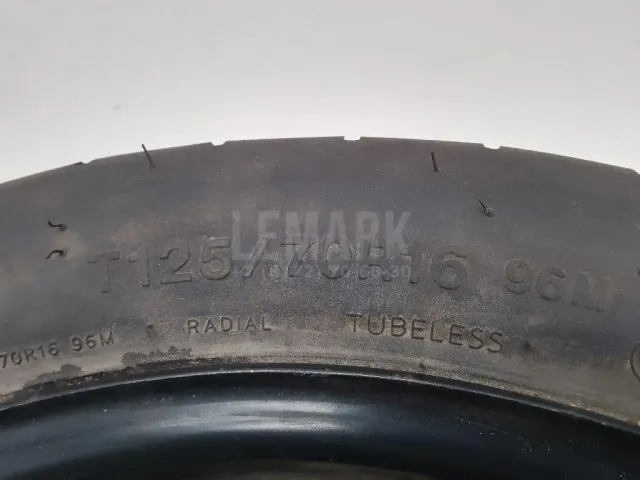 LEMARK
T125/70R16 96M
70R16 96M RADIAL TUBELESS